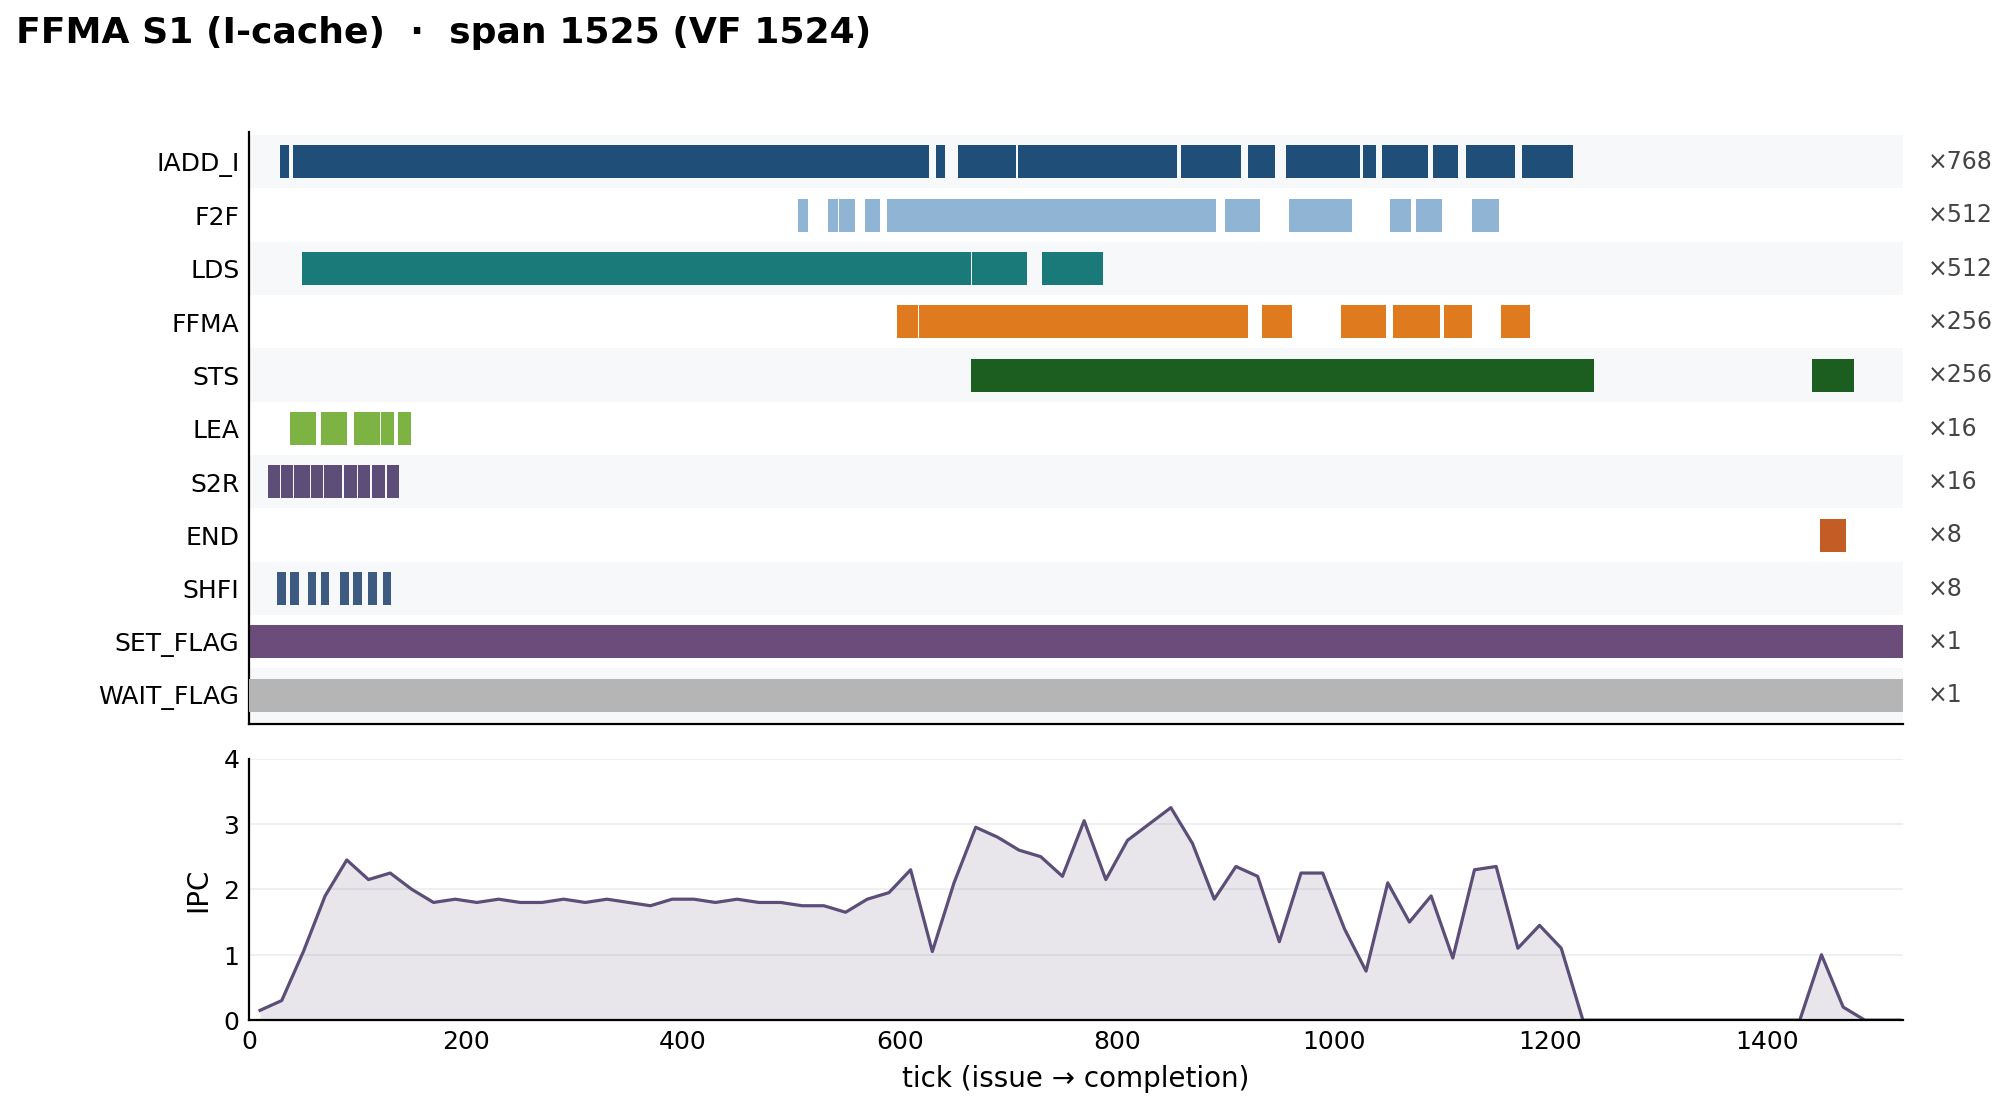 FFMA S1 (I-cache)  ·  span 1525 (VF 1524)
IADD_I ×768
F2F ×512
LDS ×512
FFMA ×256
STS ×256
LEA ×16
S2R ×16
END ×8
SHFI ×8
SET_FLAG ×1
WAIT_FLAG ×1
4
3
2
1
0
IPC
0 200 400 600 800 1000 1200 1400
tick (issue → completion)